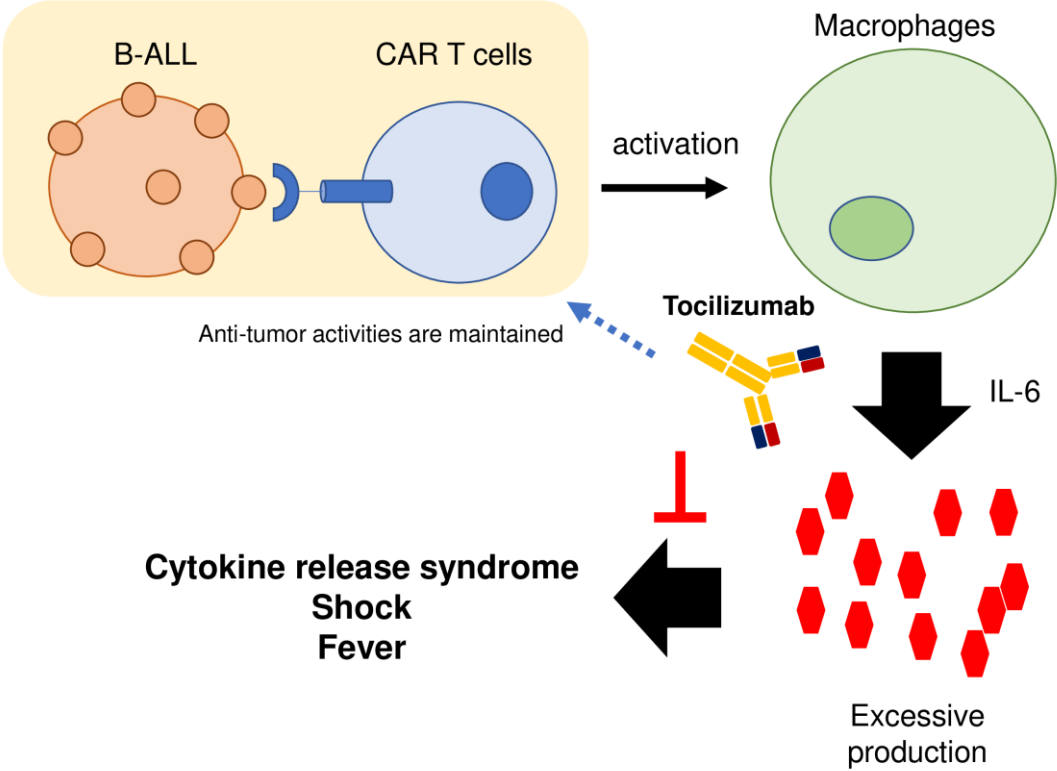 B-ALL
CAR T cells
Macrophages
activation
Tocilizumab
Anti-tumor activities are maintained
IL-6
Cytokine release syndrome
Shock
Fever
Excessive
production